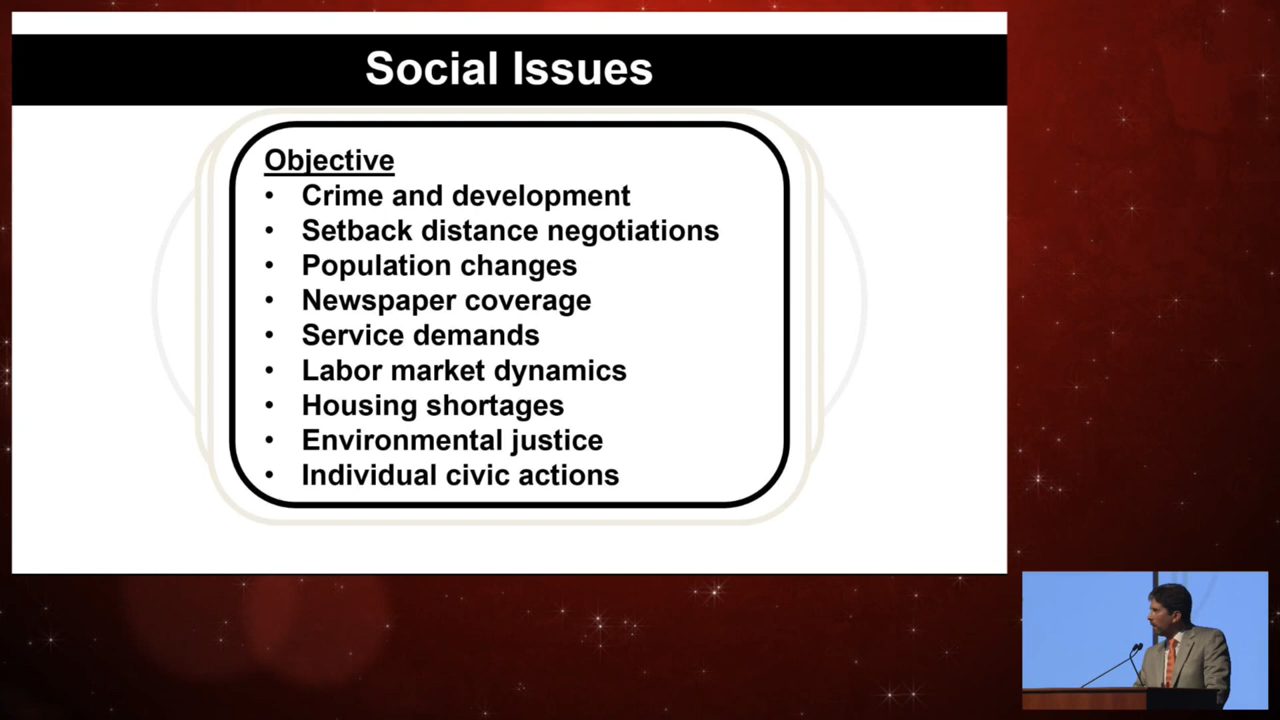 Social Issues
Objective
• Crime and development
• Setback distance negotiations
• Population changes
• Newspaper coverage
• Service demands
• Labor market dynamics
• Housing shortages
• Environmental justice
• Individual civic actions